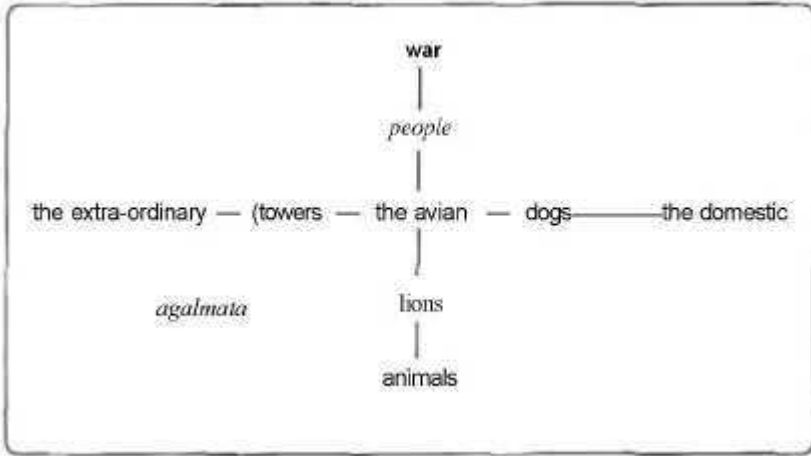 war
people
the extra-ordinary — (towers — the avian — dogs — the domestic
agalmata lions
animals